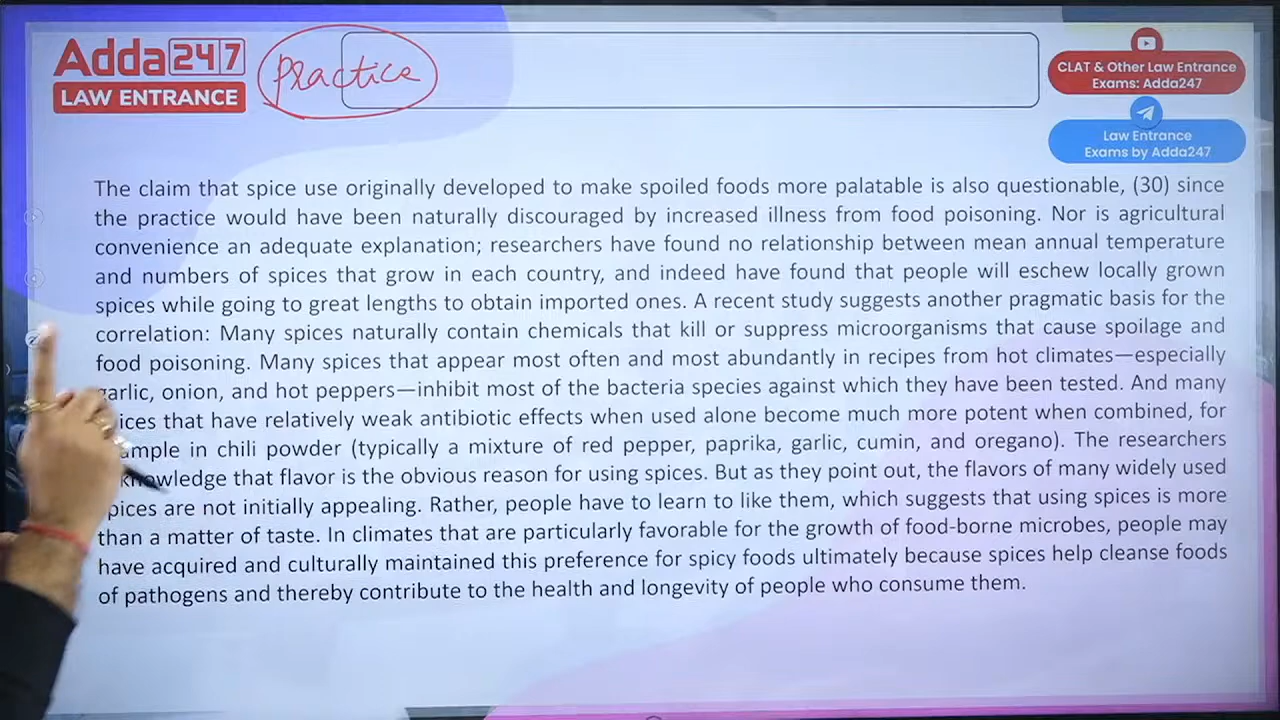 Adda247
LAW ENTRANCE
Practice
CLAT & Other Law Entrance
Exams: Adda247
Law Entrance
Exams by Adda247
The claim that spice use originally developed to make spoiled foods more palatable is also questionable, (30) since
the practice would have been naturally discouraged by increased illness from food poisoning. Nor is agricultural
convenience an adequate explanation; researchers have found no relationship between mean annual temperature
and numbers of spices that grow in each country, and indeed have found that people will eschew locally grown
spices while going to great lengths to obtain imported ones. A recent study suggests another pragmatic basis for the
correlation: Many spices naturally contain chemicals that kill or suppress microorganisms that cause spoilage and
food poisoning. Many spices that appear most often and most abundantly in recipes from hot climates—especially
garlic, onion, and hot peppers—inhibit most of the bacteria species against which they have been tested. And many
ices that have relatively weak antibiotic effects when used alone become much more potent when combined, for
ample in chili powder (typically a mixture of red pepper, paprika, garlic, cumin, and oregano). The researchers
knowledge that flavor is the obvious reason for using spices. But as they point out, the flavors of many widely used
pices are not initially appealing. Rather, people have to learn to like them, which suggests that using spices is more
than a matter of taste. In climates that are particularly favorable for the growth of food-borne microbes, people may
have acquired and culturally maintained this preference for spicy foods ultimately because spices help cleanse foods
of pathogens and thereby contribute to the health and longevity of people who consume them.